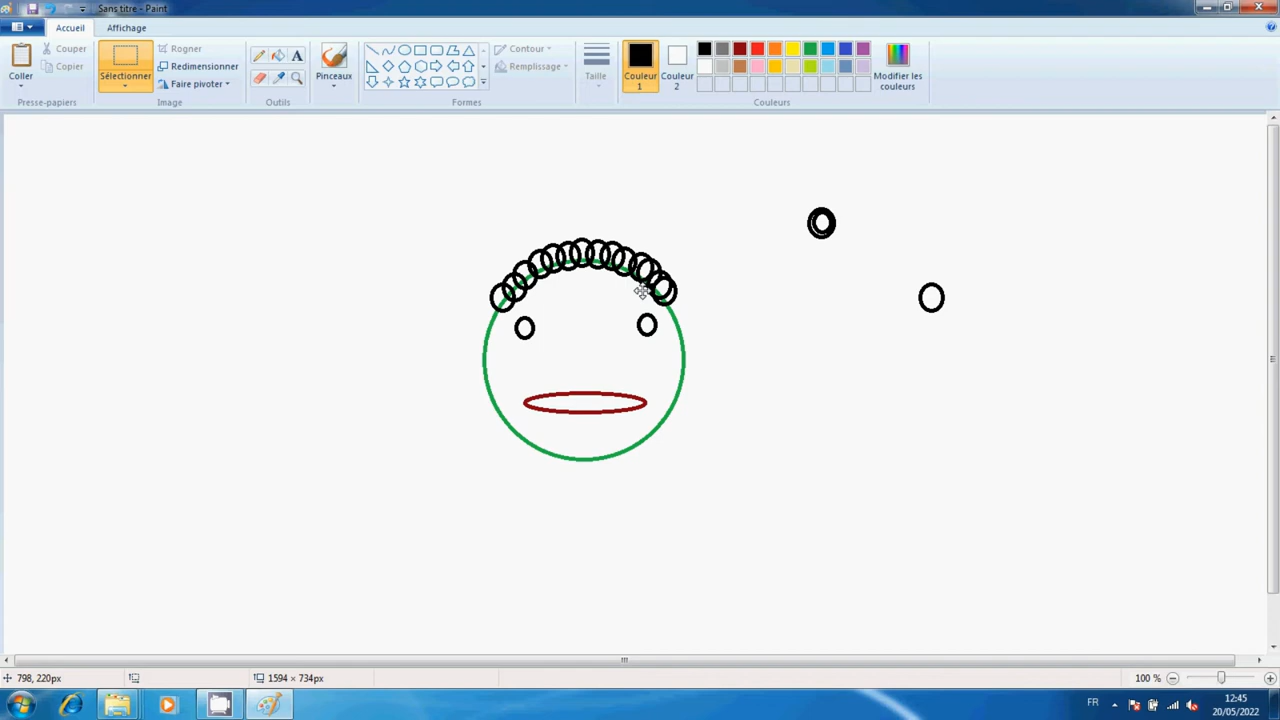 Sans titre - Paint
Accueil
Affichage
Coller
Couper
Copier
Presse-papiers
Sélectionner
Rogner
Redimensionner
Faire pivoter
Image
A
Outils
Pinceaux
Contour
Remplissage
Formes
Taille
Couleur 1
Couleur 2
Modifier les couleurs
Couleurs
798, 220px
1594 × 734px
100 %
FR
12:45
20/05/2022